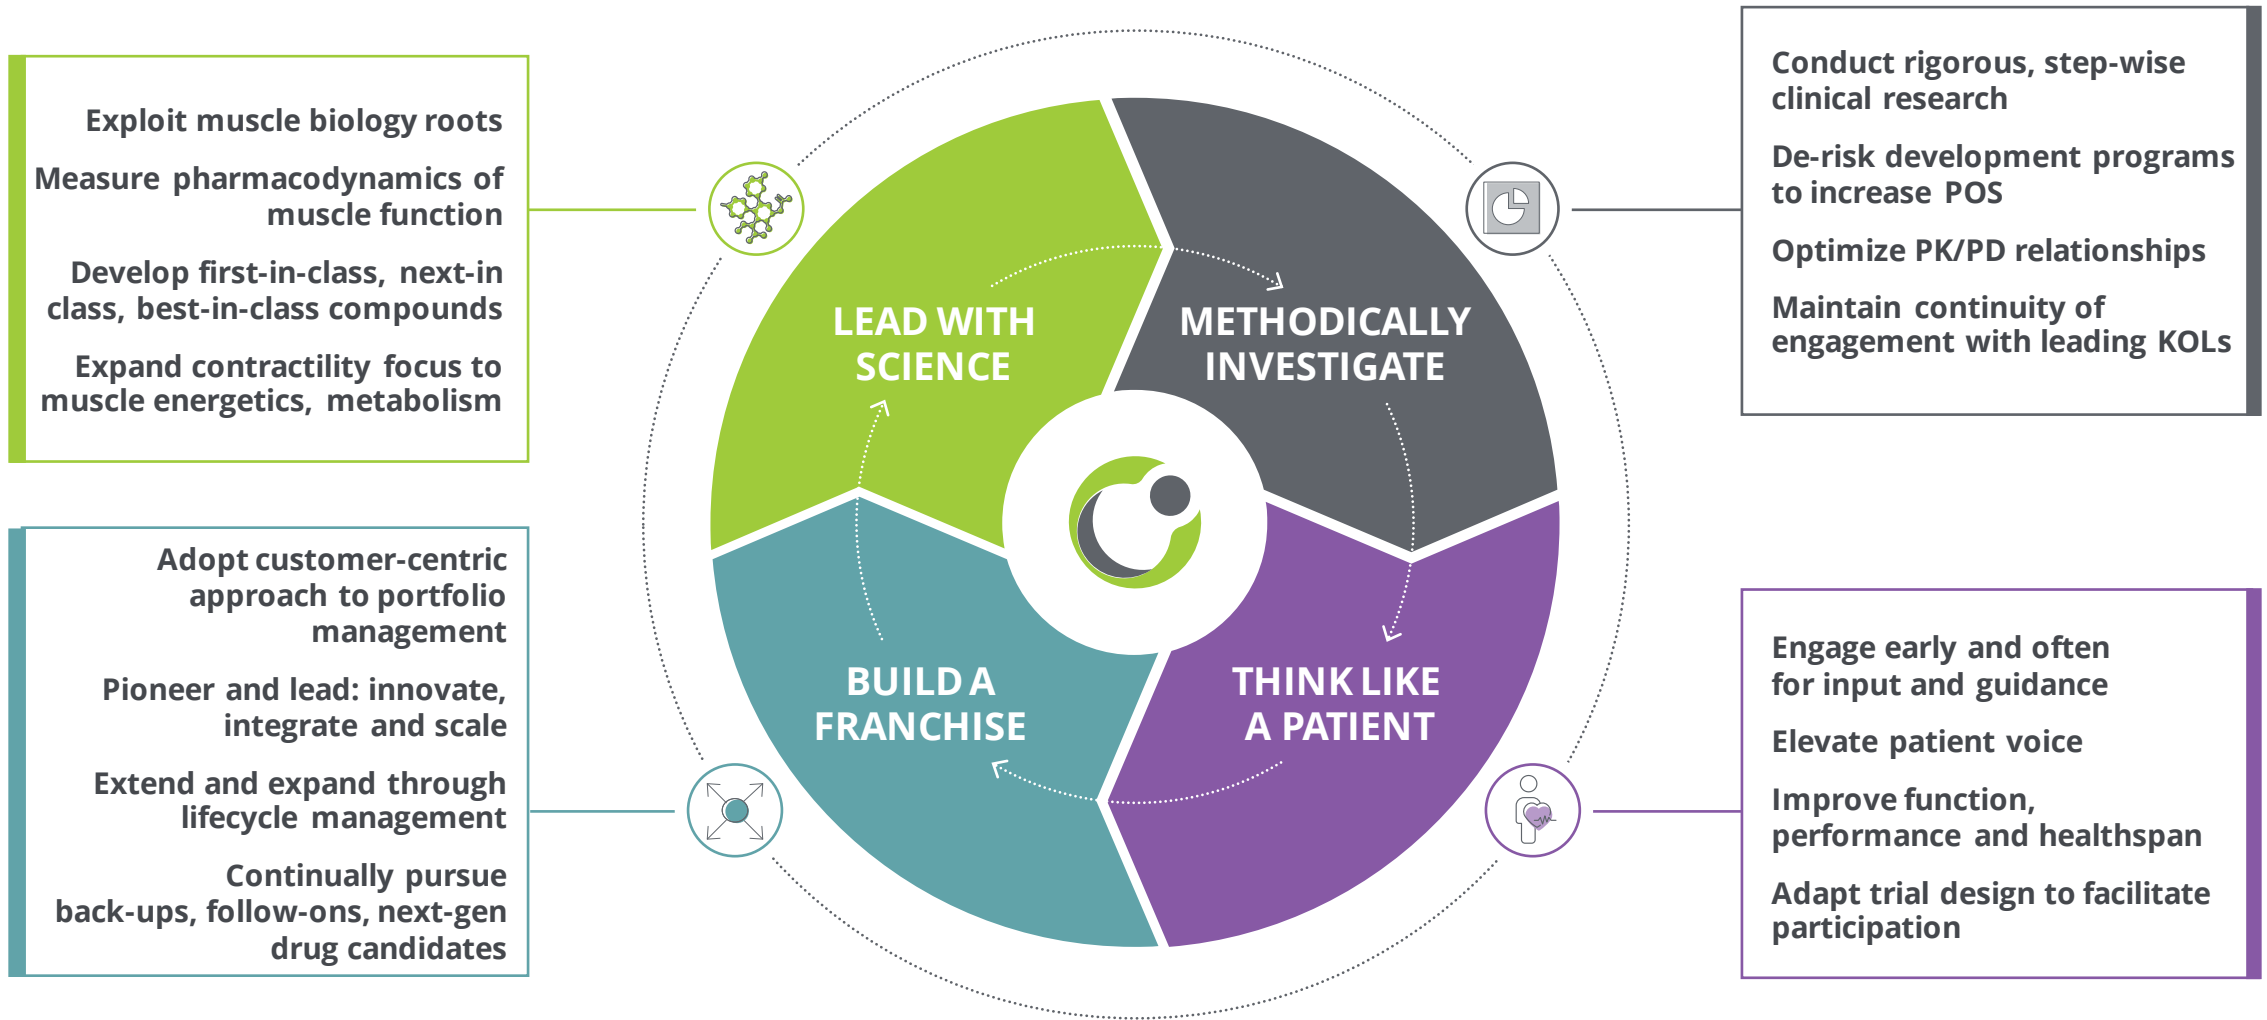 Exploit muscle biology roots
Measure pharmacodynamics of
muscle function
Develop first-in-class, next-in
class, best-in-class compounds
Expand contractility focus to
muscle energetics, metabolism
Conduct rigorous, step-wise
clinical research
De-risk development programs
to increase POS
Optimize PK/PD relationships
Maintain continuity of
engagement with leading KOLs
LEAD WITH
SCIENCE
METHODICALLY
INVESTIGATE
BUILD A
FRANCHISE
THINK LIKE
A PATIENT
Adopt customer-centric
approach to portfolio
management
Pioneer and lead: innovate,
integrate and scale
Extend and expand through
lifecycle management
Continually pursue
back-ups, follow-ons, next-gen
drug candidates
Engage early and often
for input and guidance
Elevate patient voice
Improve function,
performance and healthspan
Adapt trial design to facilitate
participation